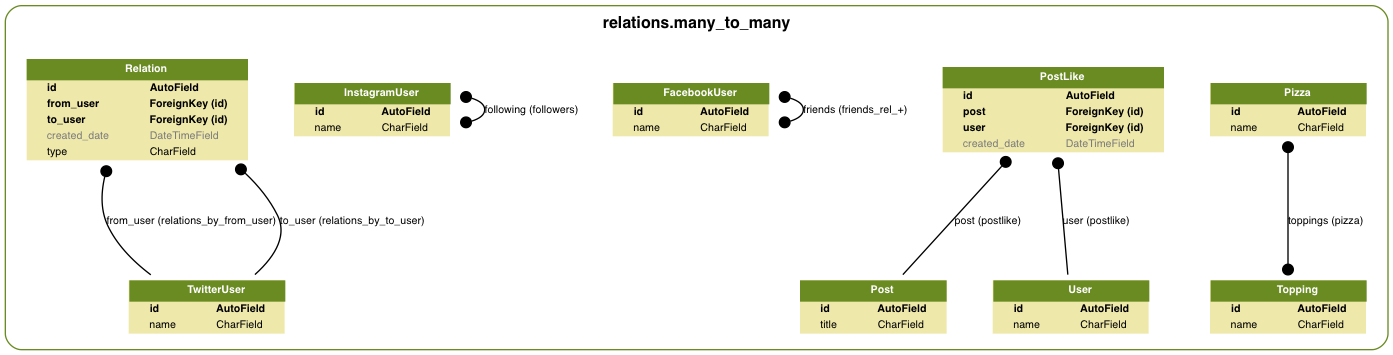 relations.many_to_many
Relation
id AutoField
from_user ForeignKey (id)
to_user ForeignKey (id)
created_date DateTimeField
type CharField
InstagramUser
id AutoField
name CharField
following (followers)
FacebookUser
id AutoField
name CharField
friends (friends_rel_+)
PostLike
id AutoField
post ForeignKey (id)
user ForeignKey (id)
created_date DateTimeField
Pizza
id AutoField
name CharField
from_user (relations_by_from_user)
to_user (relations_by_to_user)
post (postlike)
user (postlike)
toppings (pizza)
TwitterUser
id AutoField
name CharField
Post
id AutoField
title CharField
User
id AutoField
name CharField
Topping
id AutoField
name CharField